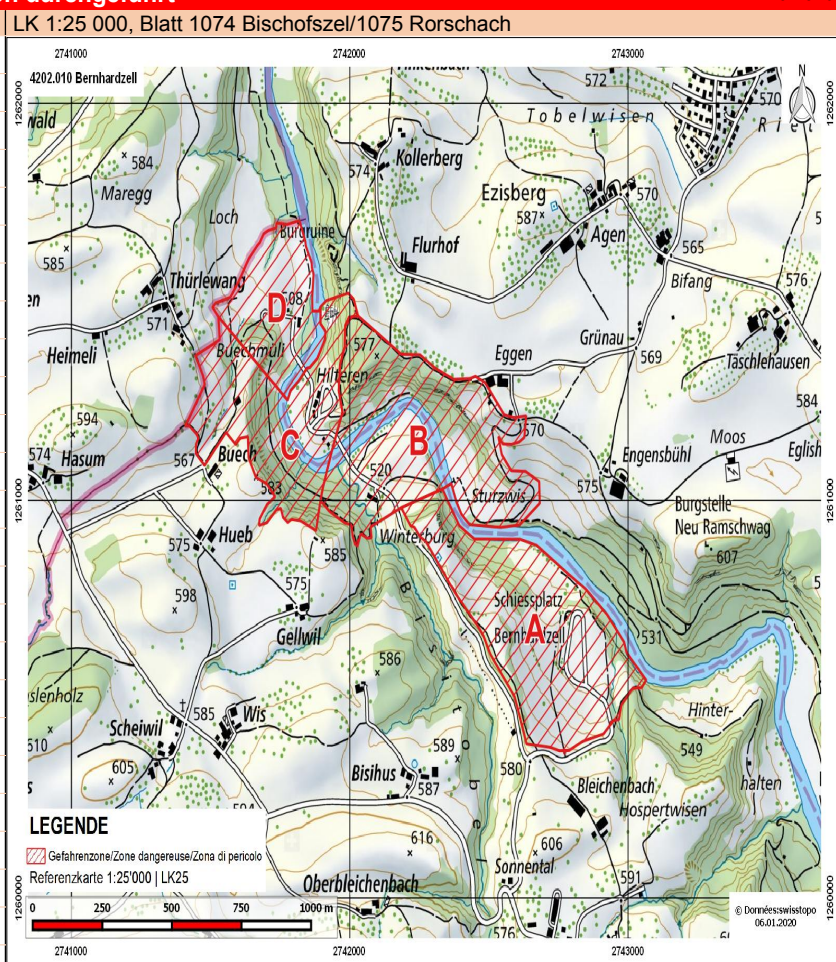 LK 1:25 000, Blatt 1074 Bischofszel/1075 Rorschach
2741000
2742000
2743000
4202.010 Bernhardzell
572
N
1262000
570
1262000
Tobelwisen
wald
584
Kollerberg
574
Maregg
Ezisberg
570
587
Loch
Burgruine
Agen
Flurhof
565
585
Thürlewang
Bifang
576
508
D
571
Grünau
577
Buechmüli
Eggen
569
Täschlehausen
Heimeli
Hilteren
584
594
570
C
B
Moos
574
Hasum
567
Buech
Engensbühl
Eglish
520
583
575
Sturzwis
1261000
1261000
Burgstelle
Neu Ramschwag
Hueb
Winterburg
575
585
607
575
598
Schiessplatz
Bernhardzell
A
531
Gellwil
586
Bisitobel
Hinter-
halten
585
Wis
549
Scheiwil
610
589
580
605
Bisihus
587
Bleichenbach
Hospertwisen
LEGENDE
616
606
Gefahrenzone/Zone dangereuse/Zona di pericolo
Sonnental
Referenzkarte 1:25'000 | LK25
Oberbleichenbach
591
1260000
1260000
0 250 500 750 1000 m
576
© Données:swisstopo
06.01.2020
2741000
2742000
2743000